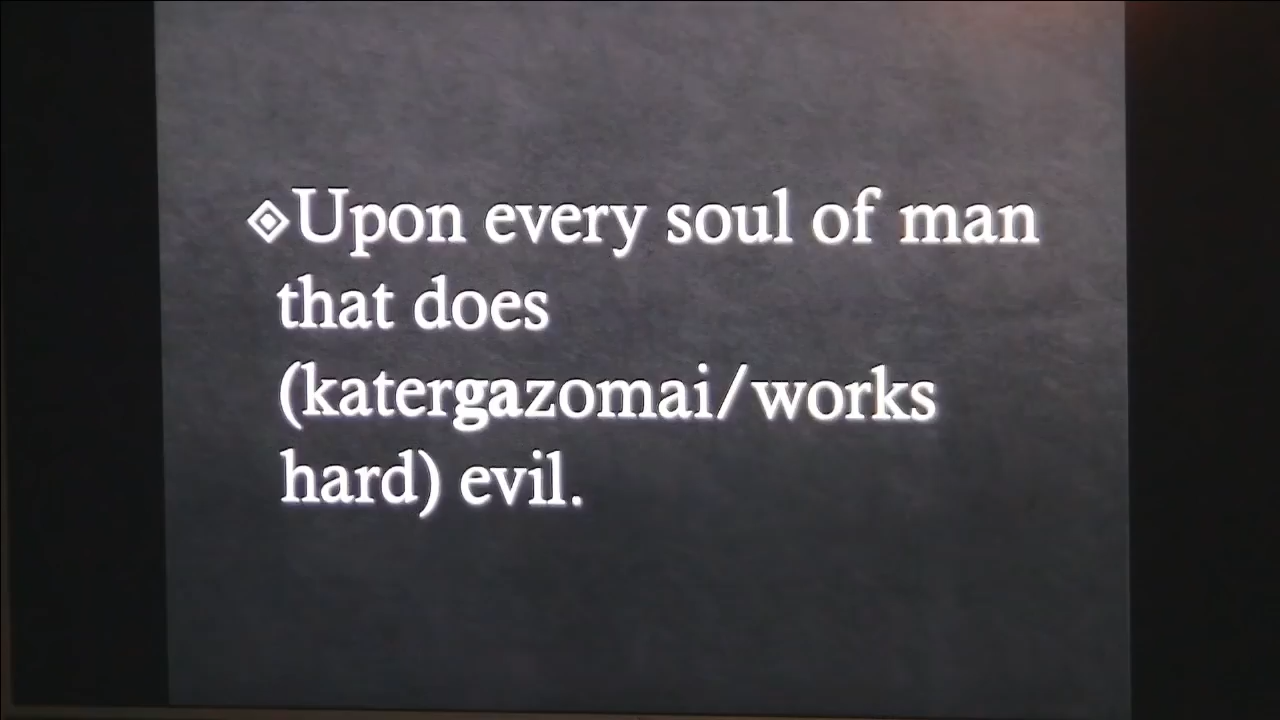 ◈Upon every soul of man
that does
(katergazomai/works
hard) evil.